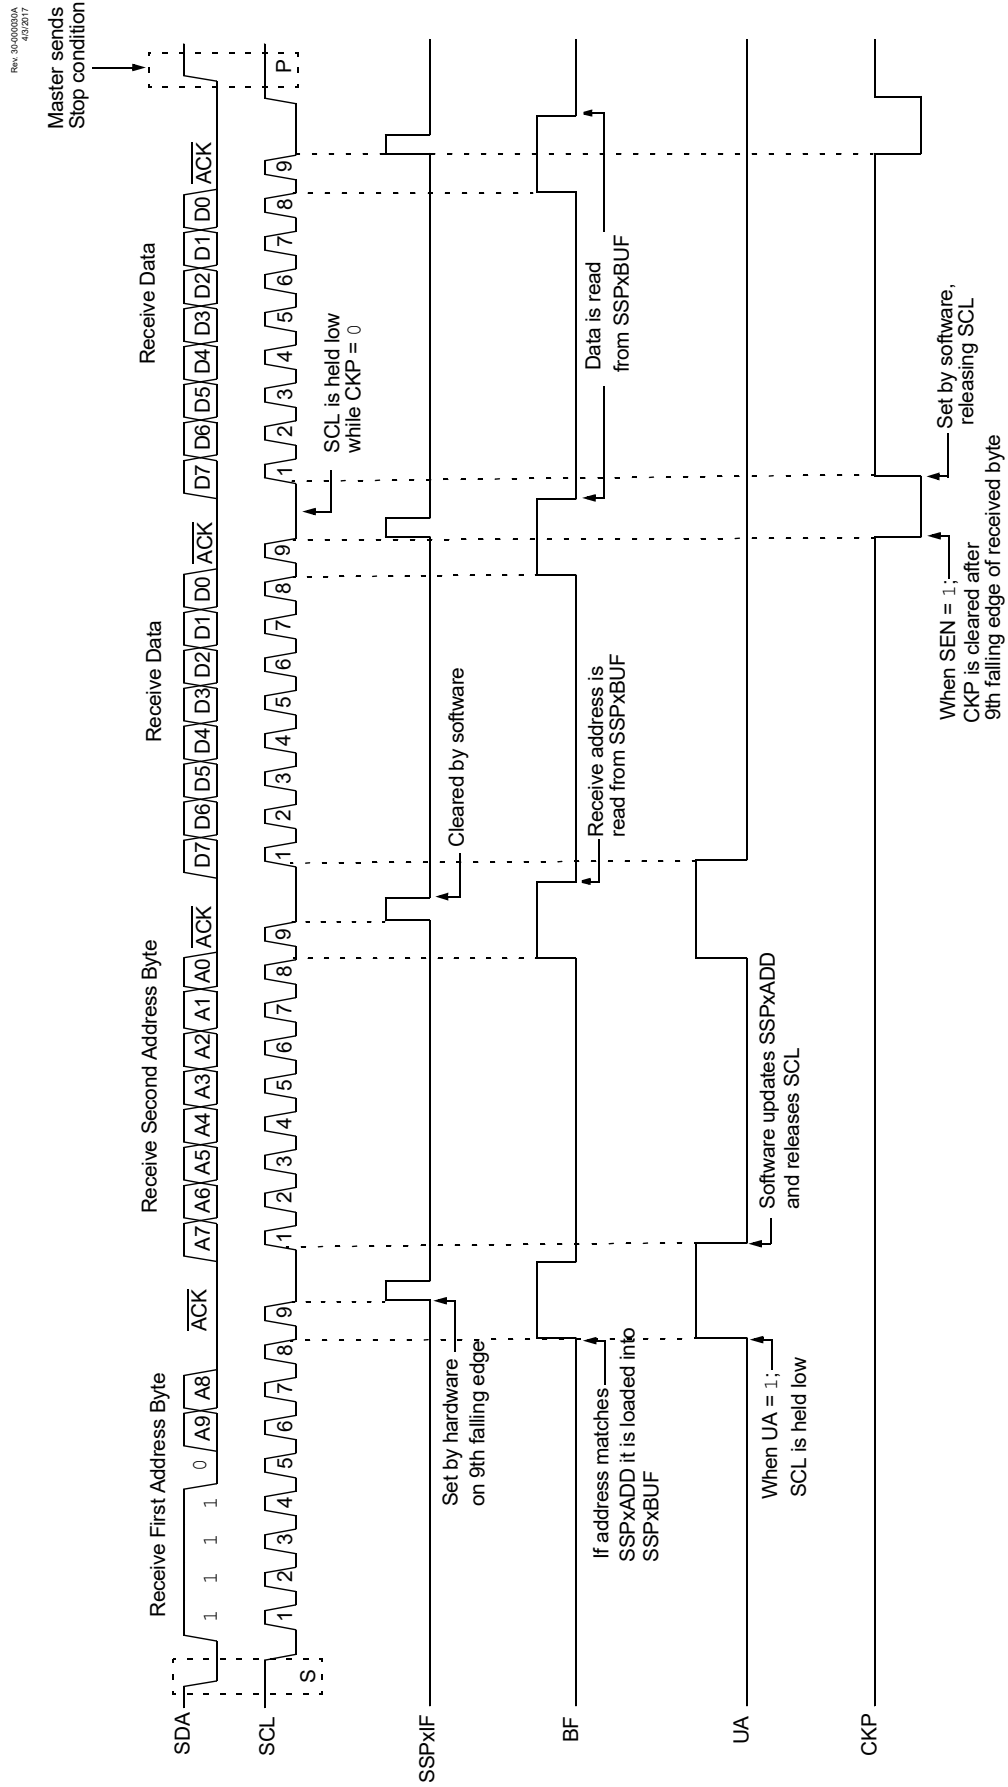 Rev. 30-000030A
4/3/2017
Master sends
Stop condition
Receive First Address Byte
Receive Second Address Byte
Receive Data
Receive Data
SDA
1 1 1 1 0 A9 A8 ACK
A7 A6 A5 A4 A3 A2 A1 A0 ACK
D7 D6 D5 D4 D3 D2 D1 D0 ACK
D7 D6 D5 D4 D3 D2 D1 D0 ACK
SCL
S
1 2 3 4 5 6 7 8 9
1 2 3 4 5 6 7 8 9
1 2 3 4 5 6 7 8 9
1 2 3 4 5 6 7 8 9
P
SCL is held low
while CKP = 0
SSPxIF
Set by hardware
on 9th falling edge
Cleared by software
BF
If address matches
SSPxADD it is loaded into
SSPxBUF
Receive address is
read from SSPxBUF
Data is read
from SSPxBUF
UA
When UA = 1;
SCL is held low
Software updates SSPxADD
and releases SCL
CKP
When SEN = 1;
CKP is cleared after
9th falling edge of received byte
Set by software,
releasing SCL